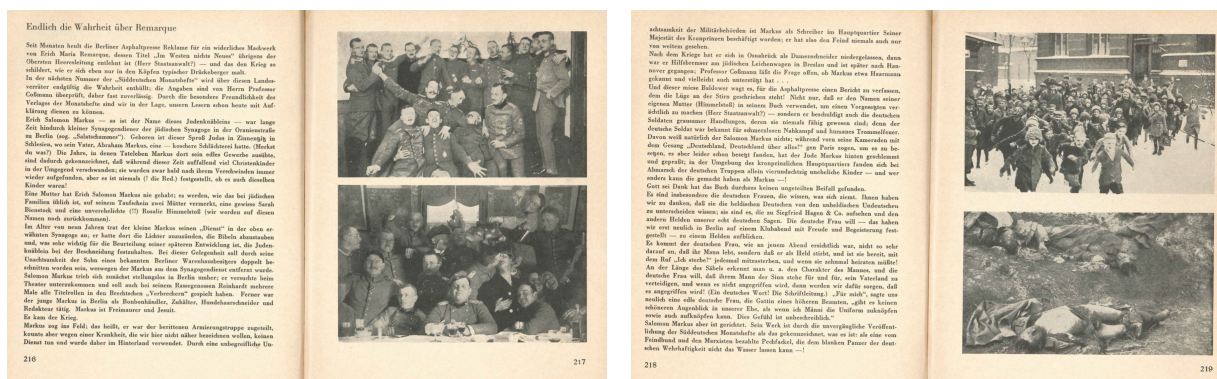 Endlich die Wahrheit über Remarque
Seit Monaten heult die Berliner Asphaltpresse Reklame für ein widerliches Machwerk
von Erich Maria Remarque, dessen Titel „Im Westen nichts Neues“ übrigens der
Obersten Heeresleitung entlehnt ist (Herr Staatsanwalt?) — und das den Krieg so
schildert, wie er sich eben nur in den Köpfen typischer Drückeberger malt.
In der nächsten Nummer der „Süddeutschen Monatshefte“ wird über diesen Landes-
verräter endgültig die Wahrheit enthüllt; die Angaben sind von Herrn Professor
Coßmann überprüft, daher fast zuverlässig. Durch die besondere Freundlichkeit des
Verlages der Monatshefte sind wir in der Lage, unsern Lesern schon heute mit Auf-
klärung dienen zu können.
Erich Salomon Markus — so ist der Name dieses Judenknäbleins — war lange
Zeit hindurch kleiner Synagogendiener der jüdischen Synagoge in der Oranienstraße
zu Berlin (sog. „Salatschammes“). Geboren ist dieser Sproß Judas in Zinnentzig in
Schlesien, wo sein Vater, Abraham Markus, eine — koschere Schlächterei hatte. (Merkst
du was?) Die Jahre, in denen Tateleben Markus dort sein edles Gewerbe ausübte,
sind dadurch gekennzeichnet, daß während dieser Zeit auffallend viel Christenkinder
in der Umgegend verschwanden; sie wurden zwar bald nach ihrem Verschwinden immer
wieder aufgefunden, aber es ist niemals (! die Red.) festgestellt, ob es auch dieselben
Kinder waren!
Eine Mutter hat Erich Salomon Markus nie gehabt; es werden, wie das bei jüdischen
Familien üblich ist, auf seinem Taufschein zwei Mütter vermerkt, eine gewisse Sarah
Bienstock und eine unverehelichte (!!) Rosalie Himmelstoß (wir werden auf diesen
Namen noch zurückkommen).
Im Alter von neun Jahren trat der kleine Markus seinen „Dienst“ in der oben er-
wähnten Synagoge an; er hatte dort die Lichter anzuzünden, die Bibeln abzustauben
und, was sehr wichtig für die Beurteilung seiner späteren Entwicklung ist, die Juden-
knäblein bei der Beschneidung festzuhalten. Bei dieser Gelegenheit soll durch seine
Unachtsamkeit der Sohn eines bekannten Berliner Warenhausbesitzers doppelt be-
schnitten worden sein, weswegen der Markus aus dem Synagogendienst entfernt wurde.
Salomon Markus trieb sich zunächst stellungslos in Berlin umher; er versuchte beim
Theater unterzukommen und soll auch bei seinem Rassegenossen Reinhardt mehrere
Male alle Titelrollen in den Brechtschen „Verbrechern“ gespielt haben. Ferner war
der junge Markus in Berlin als Bonbonhändler, Zuhälter, Hundehaarschneider und
Redakteur tätig. Markus ist Freimaurer und Jesuit.
Es kam der Krieg.
Markus zog ins Feld; das heißt, er war der berittenen Armierungstruppe zugeteilt,
konnte aber wegen einer Krankheit, die wir hier nicht näher bezeichnen wollen, keinen
Dienst tun und wurde daher im Hinterland verwendet. Durch eine unbegreifliche Un-
216
217
achtsamkeit der Militärbehörden ist Markus als Schreiber im Hauptquartier Seiner
Majestät des Kronprinzen beschäftigt worden; er hat also den Feind niemals auch nur
von weitem gesehen.
Nach dem Kriege hat er sich in Osnabrück als Damenschneider niedergelassen, dann
war er Hilfsbremser am jüdischen Leichenwagen in Breslau und ist später nach Han-
nover gegangen; Professor Coßmann läßt die Frage offen, ob Markus etwa Haarmann
gekannt und vielleicht auch unterstützt hat . . .
Und dieser miese Baldower wagt es, für die Asphaltpresse einen Bericht zu verfassen,
dem die Lüge an der Stirn geschrieben steht! Nicht nur, daß er den Namen seiner
eigenen Mutter (Himmelstoß) in seinem Buch verwendet, um einen Vorgesetzten ver-
ächtlich zu machen (Herr Staatsanwalt?) — sondern er beschuldigt auch die deutschen
Soldaten grausamer Handlungen, deren sie niemals fähig gewesen sind; denn der
deutsche Soldat war bekannt für schmerzlosen Nahkampf und humanes Trommelfeuer.
Davon weiß natürlich der Salomon Markus nichts; während vorn seine Kameraden mit
dem Gesang „Deutschland, Deutschland über alles!“ gen Paris zogen, um es zu be-
setzen, es aber leider schon besetzt fanden, hat der Jude Markus hinten geschlemmt
und gepraßt; in der Umgebung des kronprinzlichen Hauptquartiers fanden sich bei
Abmarsch der deutschen Truppen allein vierundachtzig uneheliche Kinder — und wer
anders kann die gemacht haben als Markus —!
Gott sei Dank hat das Buch durchaus keinen ungeteilten Beifall gefunden.
Es sind insbesondere die deutschen Frauen, die wissen, was sich ziemt. Ihnen haben
wir zu danken, daß sie die heldischen Deutschen von den unheldischen Undeutschen
zu unterscheiden wissen; sie sind es, die zu Siegfried Hagen & Co. aufsehen und den
andern Helden unserer echt deutschen Sagen. Die deutsche Frau will — das haben
wir erst neulich in Berlin auf einem Klubabend mit Freude und Begeisterung fest-
gestellt — zu einem Helden aufblicken.
Es kommt der deutschen Frau, wie an jenem Abend ersichtlich war, nicht so sehr
darauf an, daß ihr Mann lebt, sondern daß er als Held stirbt, und ist sie bereit, mit
dem Ruf „Ich sterbe!“ jedesmal mitzusterben, und wenn sie zehnmal heiraten müßte!
An der Länge des Säbels erkennt man u. a. den Charakter des Mannes, und die
deutsche Frau will, daß ihrem Mann der Sinn stehe für und für, sein Vaterland zu
verteidigen, und wenn es nicht angegriffen wird, dann werden wir dafür sorgen, daß
es angegriffen wird! (Ein deutsches Wort! Die Schriftleitung.) „Für mich“, sagte uns
neulich eine edle deutsche Frau, die Gattin eines höheren Beamten, „gibt es keinen
schöneren Augenblick in unserer Ehe, als wenn ich Männi die Uniform zuknöpfen
sowie auch aufknöpfen kann. Dies Gefühl ist unbeschreiblich.“
Salomon Markus aber ist gerichtet. Sein Werk ist durch die unvergängliche Veröffent-
lichung der Süddeutschen Monatshefte als das gekennzeichnet, was es ist: als eine vom
Feindbund und den Marxisten bezahlte Pechfackel, die dem blanken Panzer der deut-
schen Wehrhaftigkeit nicht das Wasser lassen kann —!
218
219